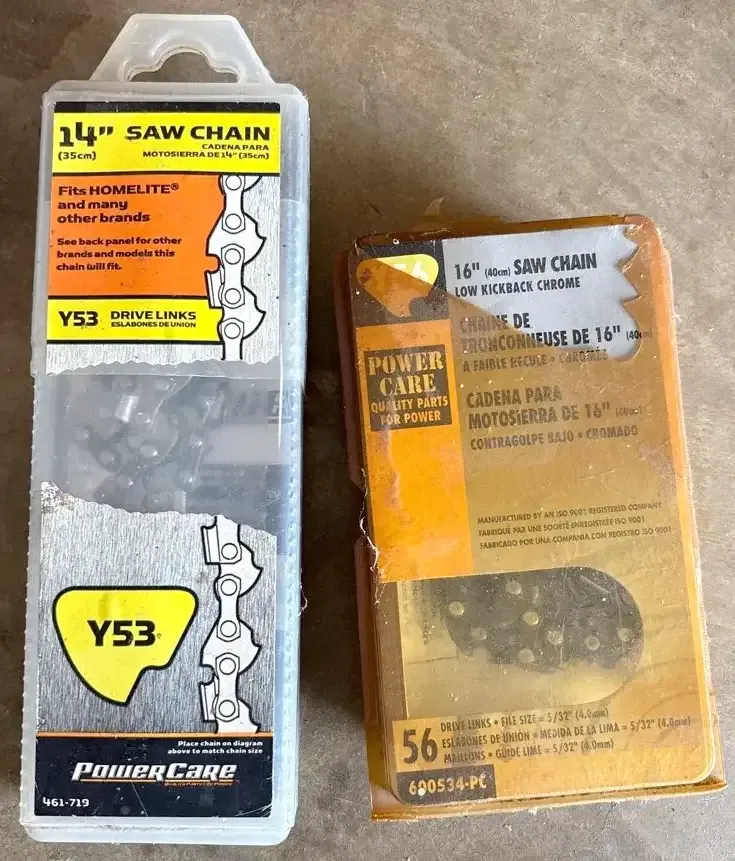 14" SAW CHAIN
(35cm)
CADENA PARA
MOTOSIERRA DE 14" (35cm)
Fits HOMELITE®
and many
other brands
See back panel for other
brands and models this
chain will fit.
Y53 DRIVE LINKS
ESLABONES DE UNION
Y53
Place chain on diagram
above to match chain size
PowerCare
461-719
16" (40cm) SAW CHAIN
LOW KICKBACK CHROME
CHAINE DE
TRONCONNEUSE DE 16" (40cm)
A FAIBLE RECULE • CHROMÉE
POWER
CARE
QUALITY PARTS
FOR POWER
CADENA PARA
MOTOSIERRA DE 16" (40cm)
CONTRAGOLPE BAJO • CROMADO
MANUFACTURED BY AN ISO 9001 REGISTERED COMPANY
FABRIQUÉ PAR UNE SOCIÉTÉ ENREGISTRÉE ISO 9001
FABRICADO POR UNA COMPANIA CON REGISTRO ISO 9001
56 DRIVE LINKS • FILE SIZE = 5/32" (4.0mm)
ESLABONES DE UNIÓN • MEDIDA DE LA LIMA = 5/32" (4.0mm)
MAILLONS • GUIDE LIME = 5/32" (4.0mm)
600534-PC